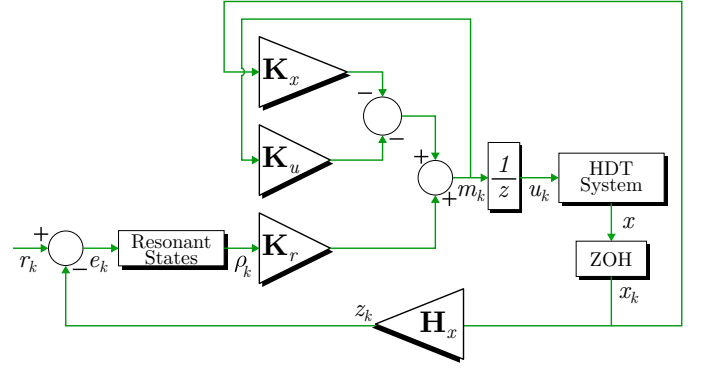 K_x
−
−
K_u
+
+
m_k
1/z
u_k
HDT
System
x
ZOH
x_k
+
r_k
−
e_k
Resonant
States
ρ_k
K_r
z_k
H_x